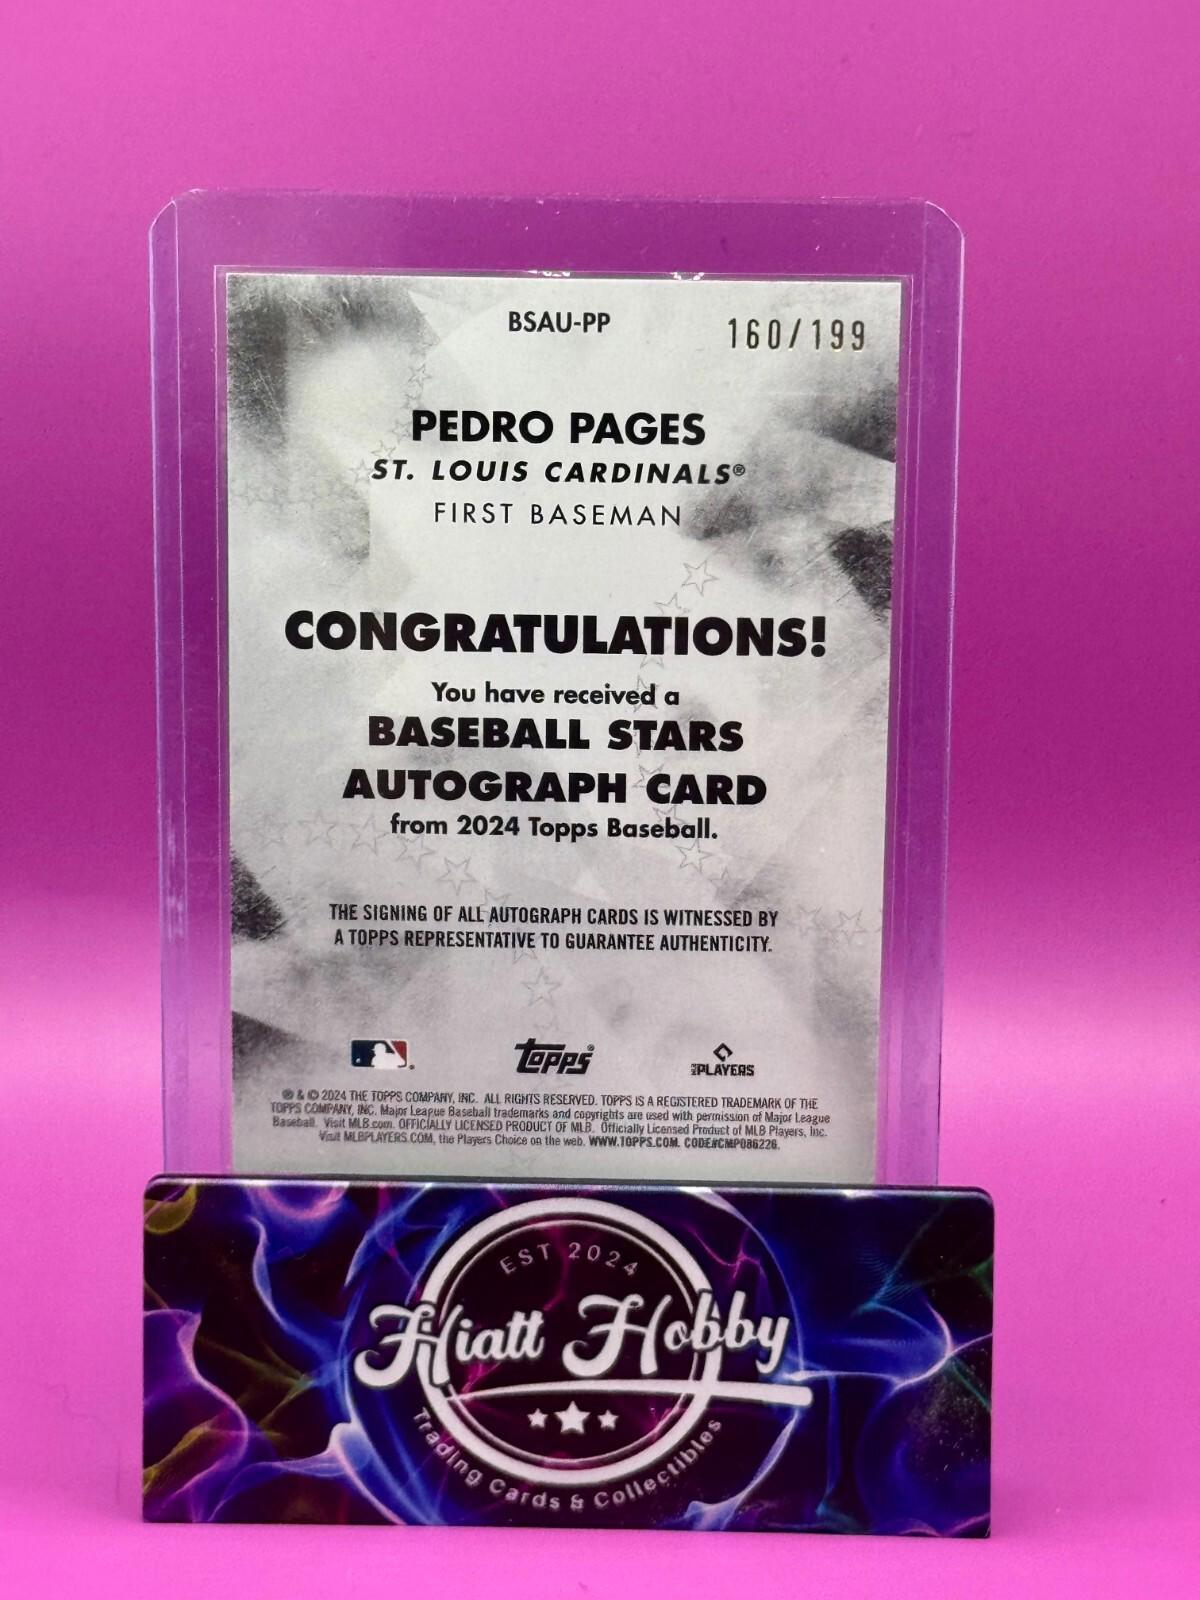 BSAU-PP
160/199
PEDRO PAGES
ST. LOUIS CARDINALS®
FIRST BASEMAN
CONGRATULATIONS!
You have received a
BASEBALL STARS
AUTOGRAPH CARD
from 2024 Topps Baseball.
THE SIGNING OF ALL AUTOGRAPH CARDS IS WITNESSED BY
A TOPPS REPRESENTATIVE TO GUARANTEE AUTHENTICITY.
Topps®
MLB PLAYERS
® & © 2024 THE TOPPS COMPANY, INC. ALL RIGHTS RESERVED. TOPPS IS A REGISTERED TRADEMARK OF THE
TOPPS COMPANY, INC. Major League Baseball trademarks and copyrights are used with permission of Major League
Baseball. Visit MLB.com. OFFICIALLY LICENSED PRODUCT OF MLB. Officially Licensed Product of MLB Players, Inc.
Visit MLBPLAYERS.COM, the Players Choice on the web. WWW.TOPPS.COM. CODE#CMP086226.
EST 2024
Hiatt Hobby
Trading Cards & Collectibles